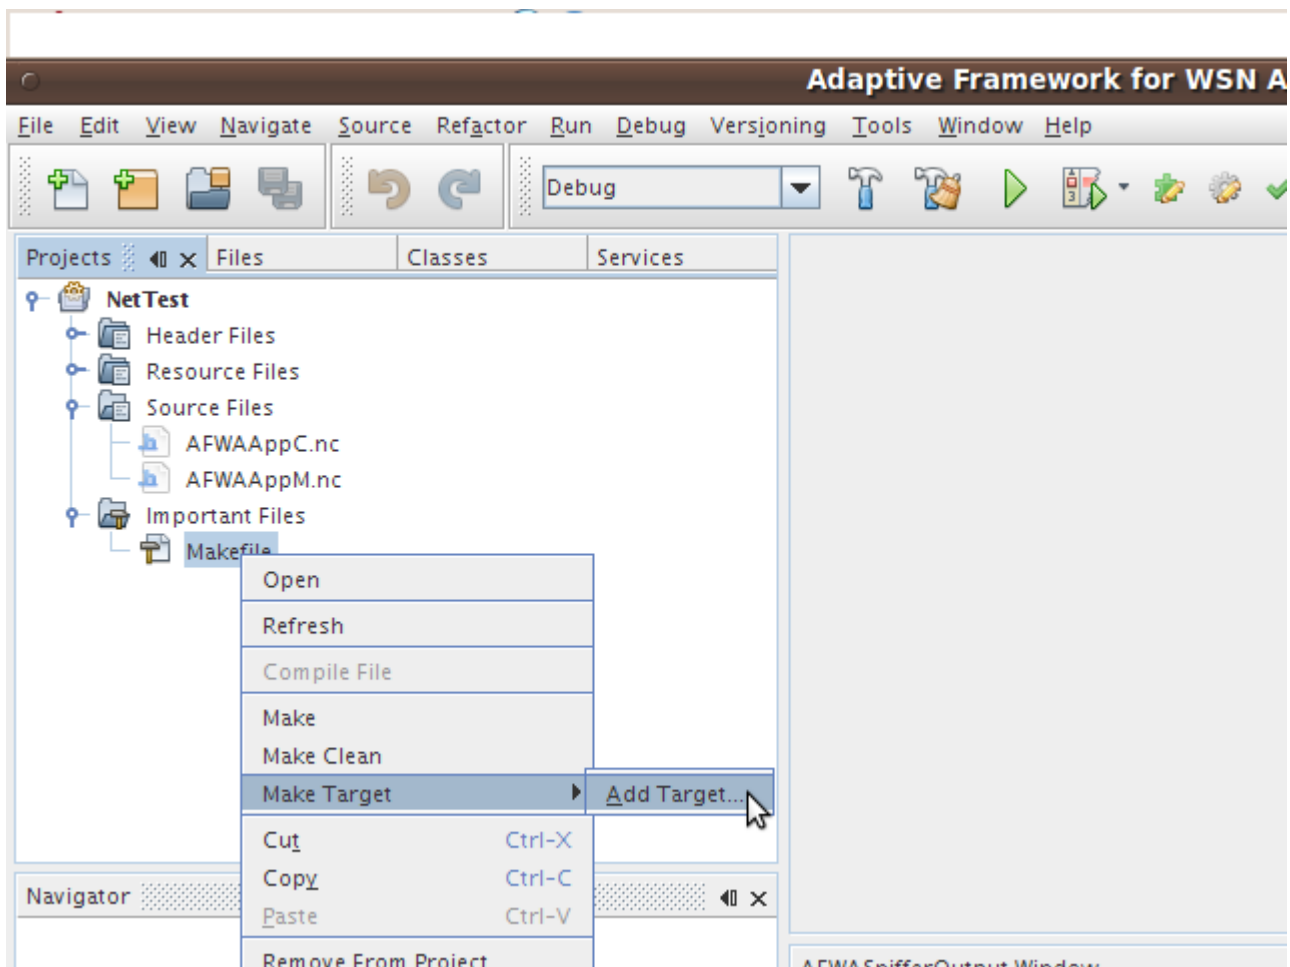 Adaptive Framework for WSN A
File Edit View Navigate Source Refactor Run Debug Versioning Tools Window Help
Debug
Projects Files Classes Services
NetTest
Header Files
Resource Files
Source Files
AFWAAppC.nc
AFWAAppM.nc
Important Files
Makefile
Open
Refresh
Compile File
Make
Make Clean
Make Target Add Target...
Cut Ctrl-X
Copy Ctrl-C
Navigator
Paste Ctrl-V
Remove From Project
AFWASnifferOutput Window